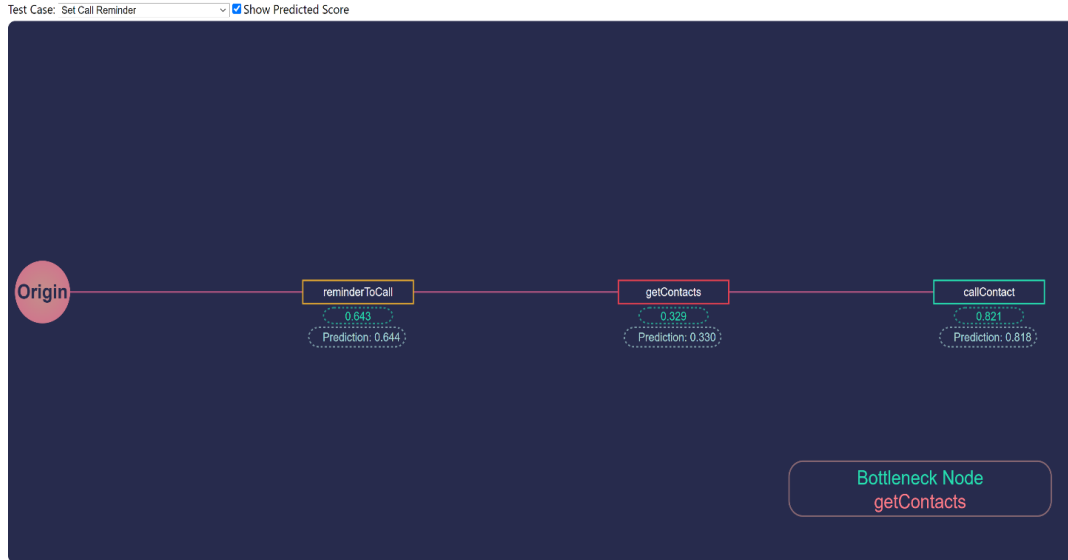 Test Case: Set Call Reminder Show Predicted Score
Origin
reminderToCall
0.643
Prediction: 0.644
getContacts
0.329
Prediction: 0.330
callContact
0.821
Prediction: 0.818
Bottleneck Node
getContacts